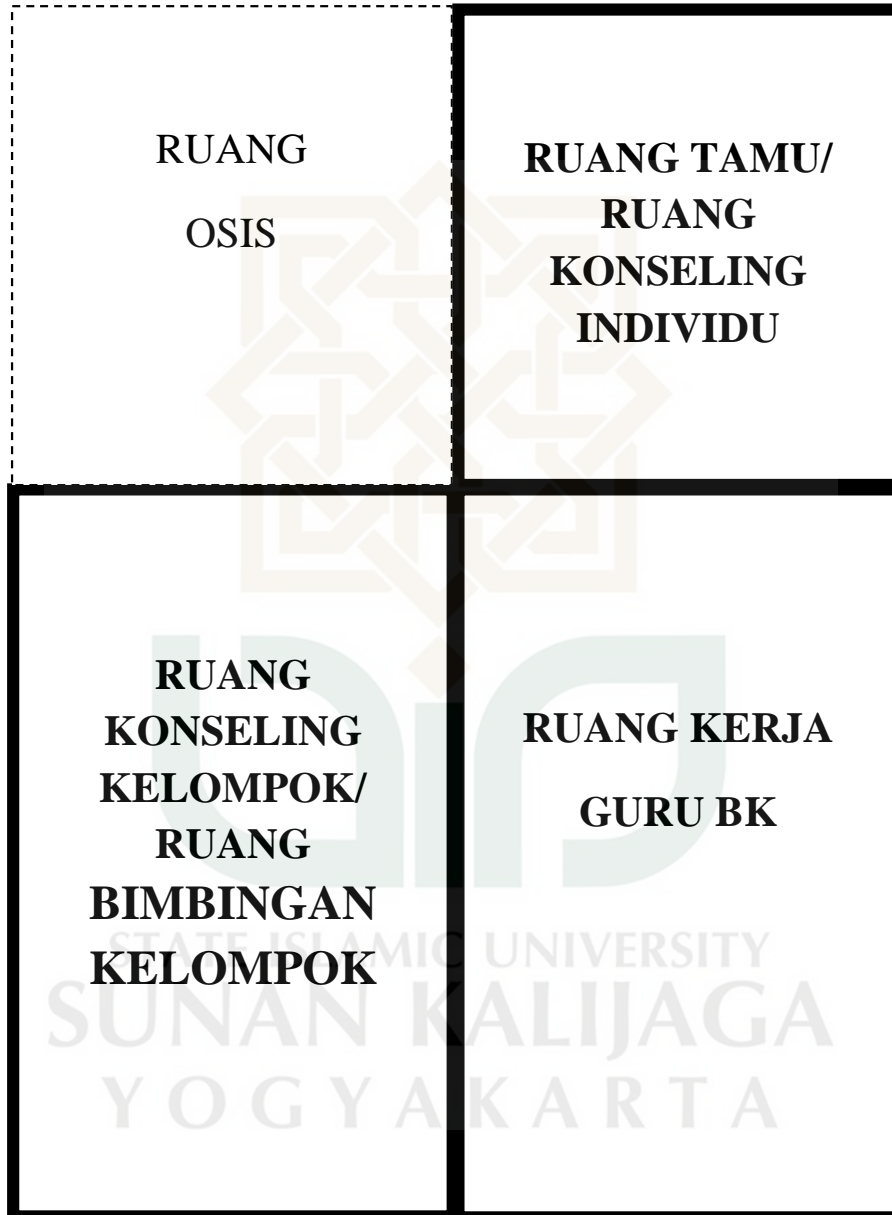 RUANG
OSIS
RUANG TAMU/
RUANG
KONSELING
INDIVIDU
RUANG
KONSELING
KELOMPOK/
RUANG
BIMBINGAN
KELOMPOK
RUANG KERJA
GURU BK
STATE ISLAMIC UNIVERSITY
SUNAN KALIJAGA
YOGYAKARTA